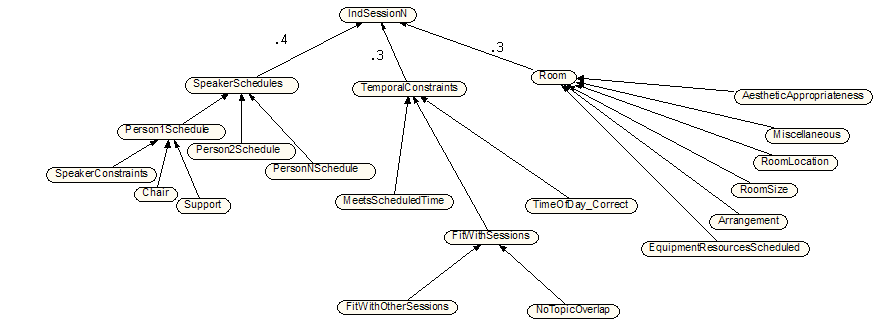 IndSessionN
.4
.3
.3
SpeakerSchedules
TemporalConstraints
Room
AestheticAppropriateness
Person1Schedule
Miscellaneous
Person2Schedule
RoomLocation
SpeakerConstraints
PersonNSchedule
Chair
RoomSize
Support
MeetsScheduledTime
TimeOfDay_Correct
Arrangement
FitWithSessions
EquipmentResourcesScheduled
FitWithOtherSessions
NoTopicOverlap